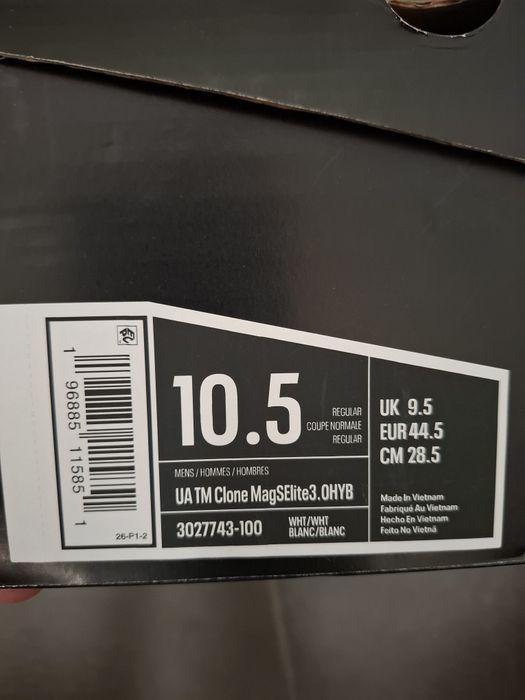 1 96885 11585 1
26-P1-2
10.5
REGULAR
COUPE NORMALE
REGULAR
MENS / HOMMES / HOMBRES
UA TM Clone MagSElite3.0HYB
3027743-100
WHT/WHT
BLANC/BLANC
UK 9.5
EUR 44.5
CM 28.5
Made In Vietnam
Fabriqué Au Vietnam
Hecho En Vietnam
Feito No Vietnã